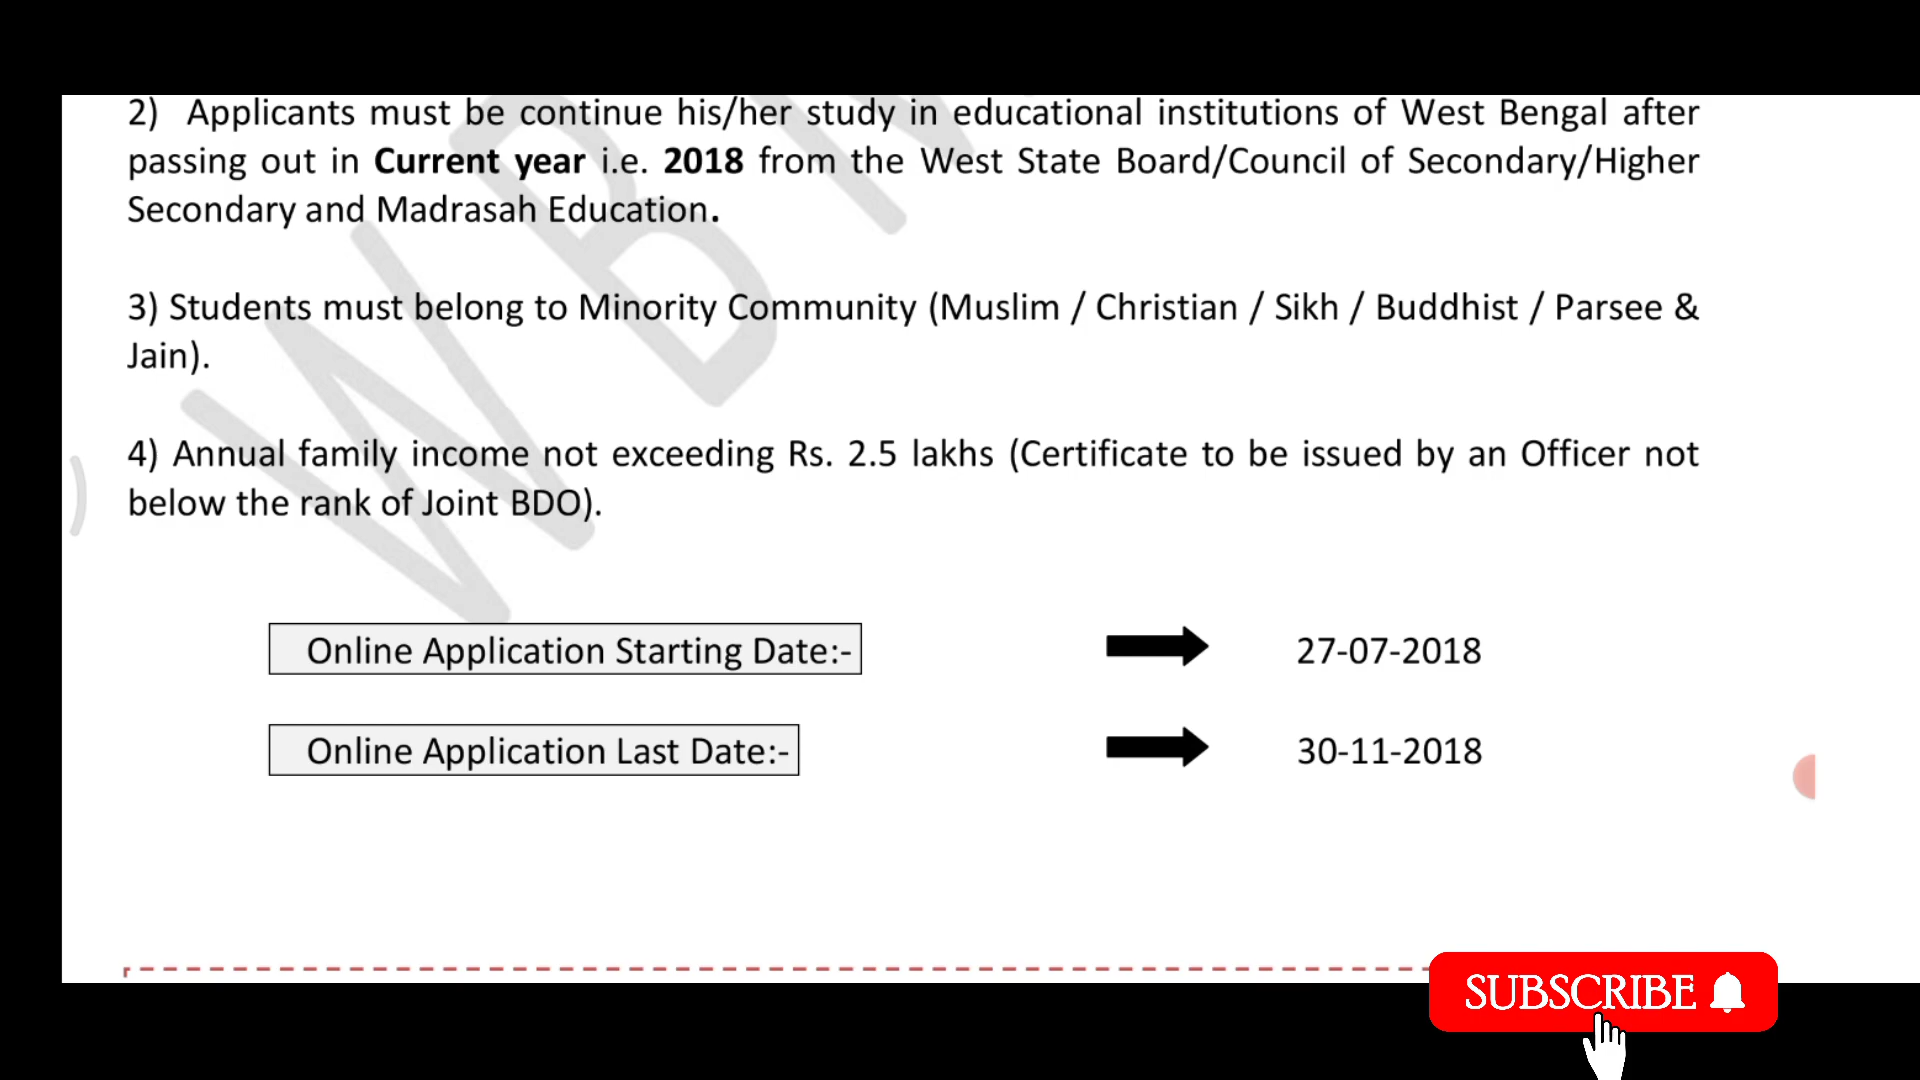 2) Applicants must be continue his/her study in educational institutions of West Bengal after
passing out in Current year i.e. 2018 from the West State Board/Council of Secondary/Higher
Secondary and Madrasah Education.
3) Students must belong to Minority Community (Muslim / Christian / Sikh / Buddhist / Parsee &
Jain).
4) Annual family income not exceeding Rs. 2.5 lakhs (Certificate to be issued by an Officer not
below the rank of Joint BDO).
Online Application Starting Date:- 27-07-2018
Online Application Last Date:- 30-11-2018
SUBSCRIBE